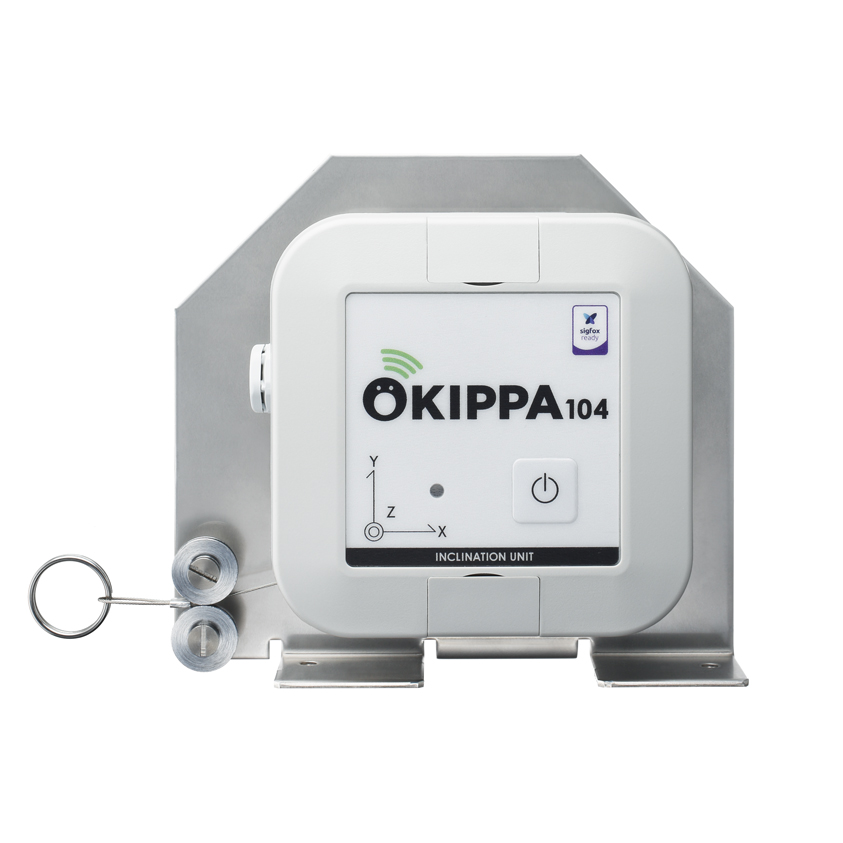 sigfox
ready
ÖKIPPA104
Y
Z
X
INCLINATION UNIT